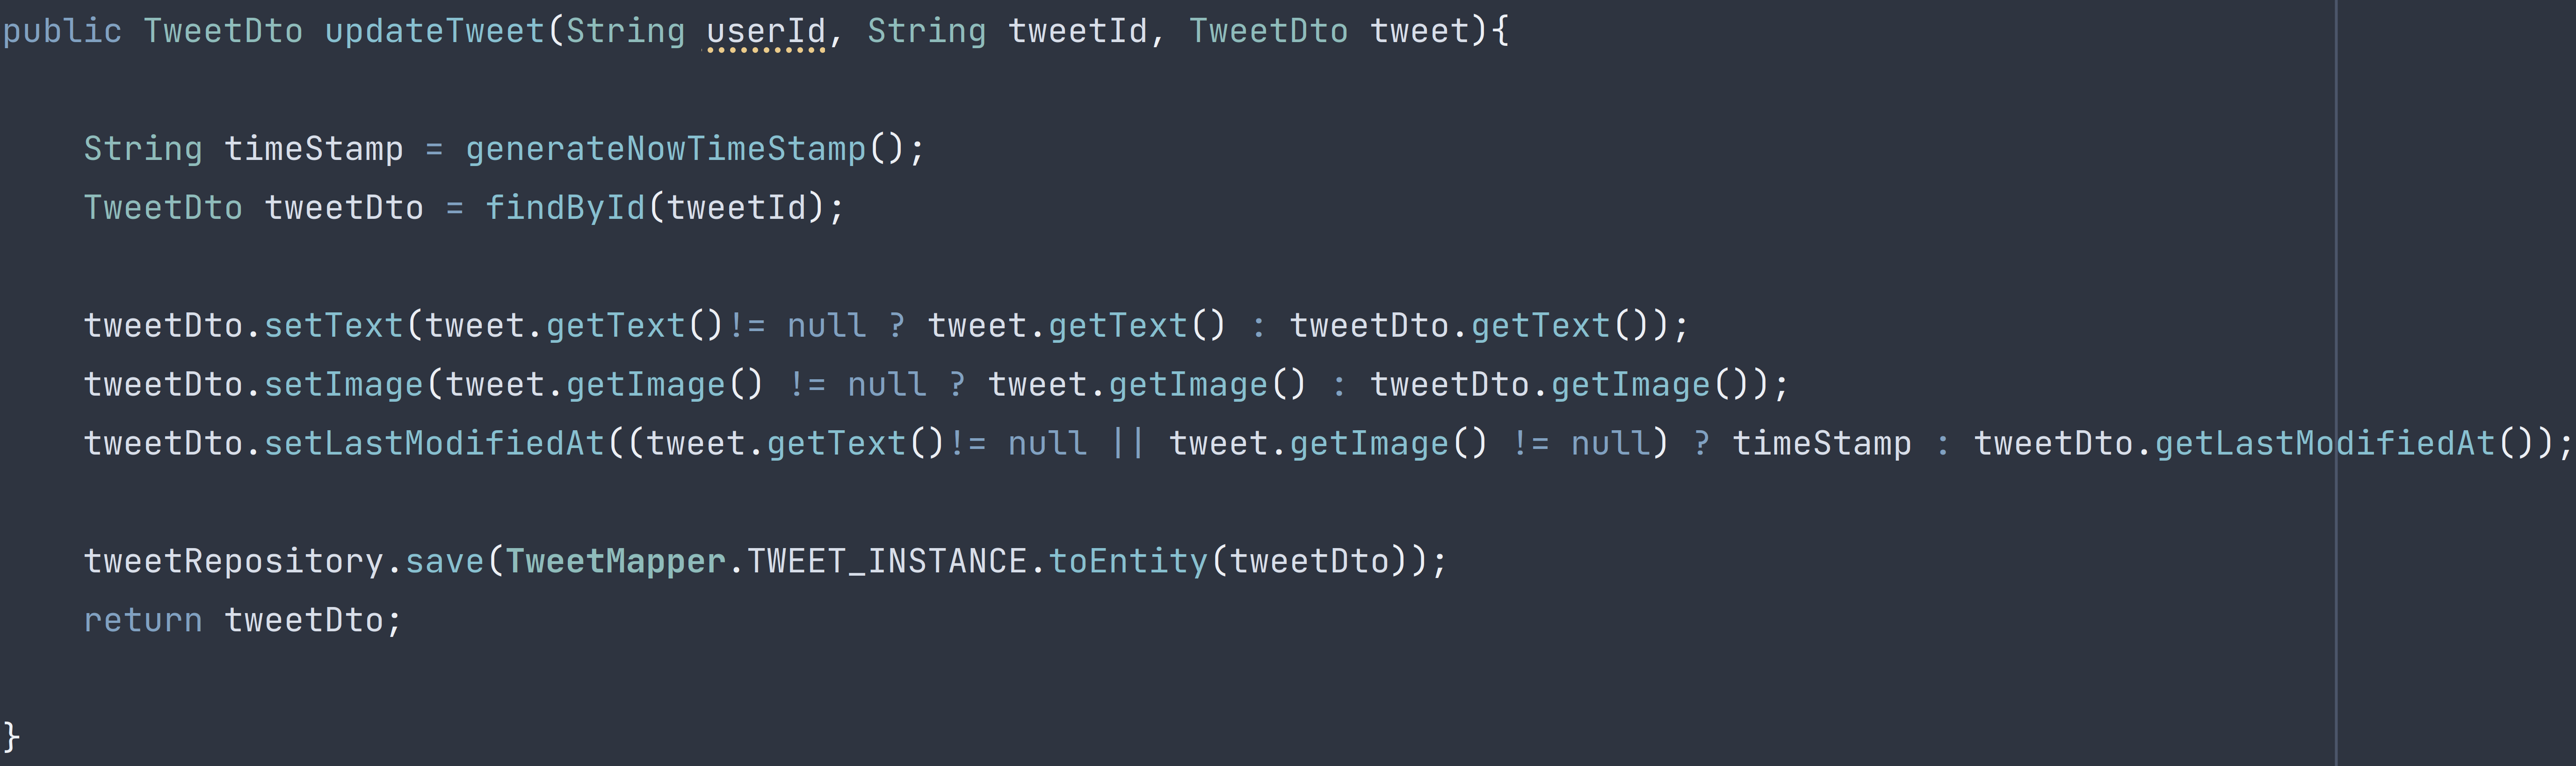 public TweetDto updateTweet(String userId, String tweetId, TweetDto tweet){
String timeStamp = generateNowTimeStamp();
TweetDto tweetDto = findById(tweetId);
tweetDto.setText(tweet.getText()!= null ? tweet.getText() : tweetDto.getText());
tweetDto.setImage(tweet.getImage() != null ? tweet.getImage() : tweetDto.getImage());
tweetDto.setLastModifiedAt((tweet.getText()!= null || tweet.getImage() != null) ? timeStamp : tweetDto.getLastModifiedAt());
tweetRepository.save(TweetMapper.TWEET_INSTANCE.toEntity(tweetDto));
return tweetDto;
}